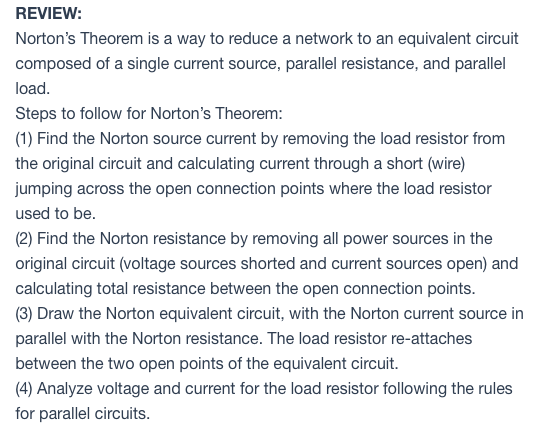 REVIEW:
Norton’s Theorem is a way to reduce a network to an equivalent circuit
composed of a single current source, parallel resistance, and parallel
load.
Steps to follow for Norton’s Theorem:
(1) Find the Norton source current by removing the load resistor from
the original circuit and calculating current through a short (wire)
jumping across the open connection points where the load resistor
used to be.
(2) Find the Norton resistance by removing all power sources in the
original circuit (voltage sources shorted and current sources open) and
calculating total resistance between the open connection points.
(3) Draw the Norton equivalent circuit, with the Norton current source in
parallel with the Norton resistance. The load resistor re-attaches
between the two open points of the equivalent circuit.
(4) Analyze voltage and current for the load resistor following the rules
for parallel circuits.